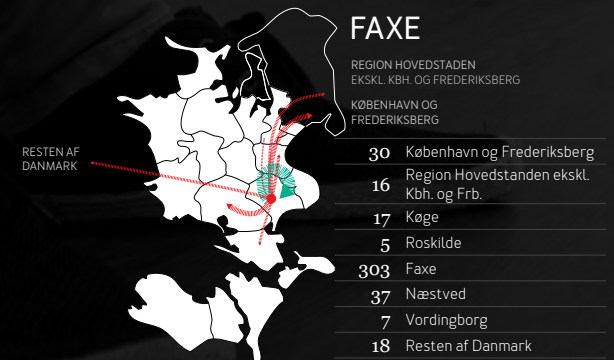 FAXE
REGION HOVEDSTADEN
EKSKL. KBH. OG FREDERIKSBERG
KØBENHAVN OG
FREDERIKSBERG
RESTEN AF
DANMARK
30 København og Frederiksberg
16 Region Hovedstanden ekskl.
Kbh. og Frb.
17 Køge
5 Roskilde
303 Faxe
37 Næstved
7 Vordingborg
18 Resten af Danmark